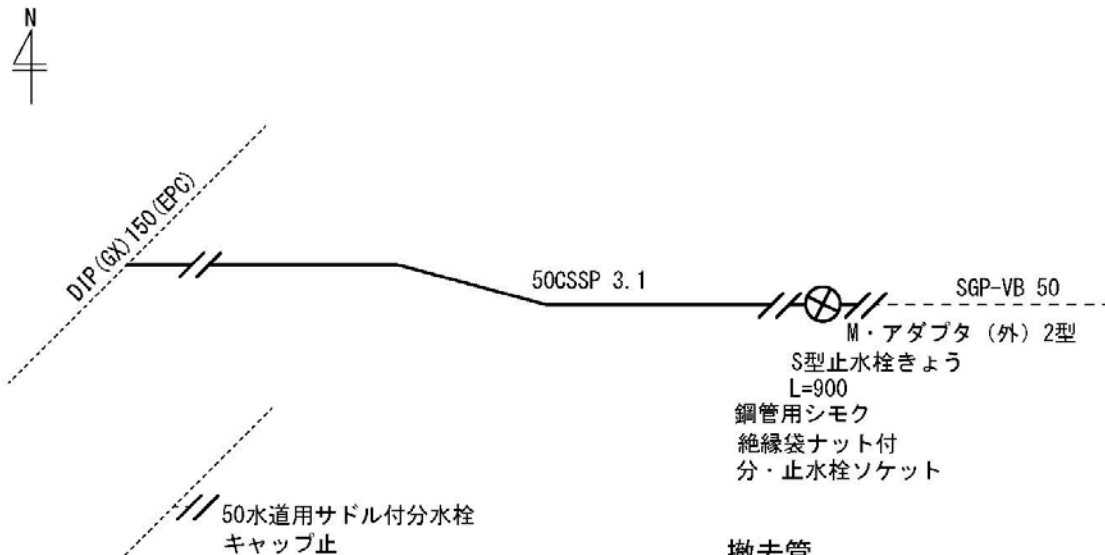 N
DIP(GX)150(EPC)
50CSSP 3.1
SGP-VB 50
M・アダプタ（外）2型
S型止水栓きょう
L=900
鋼管用シモク
絶縁袋ナット付
分・止水栓ソケット
50水道用サドル付分水栓
キャップ止
撤去管